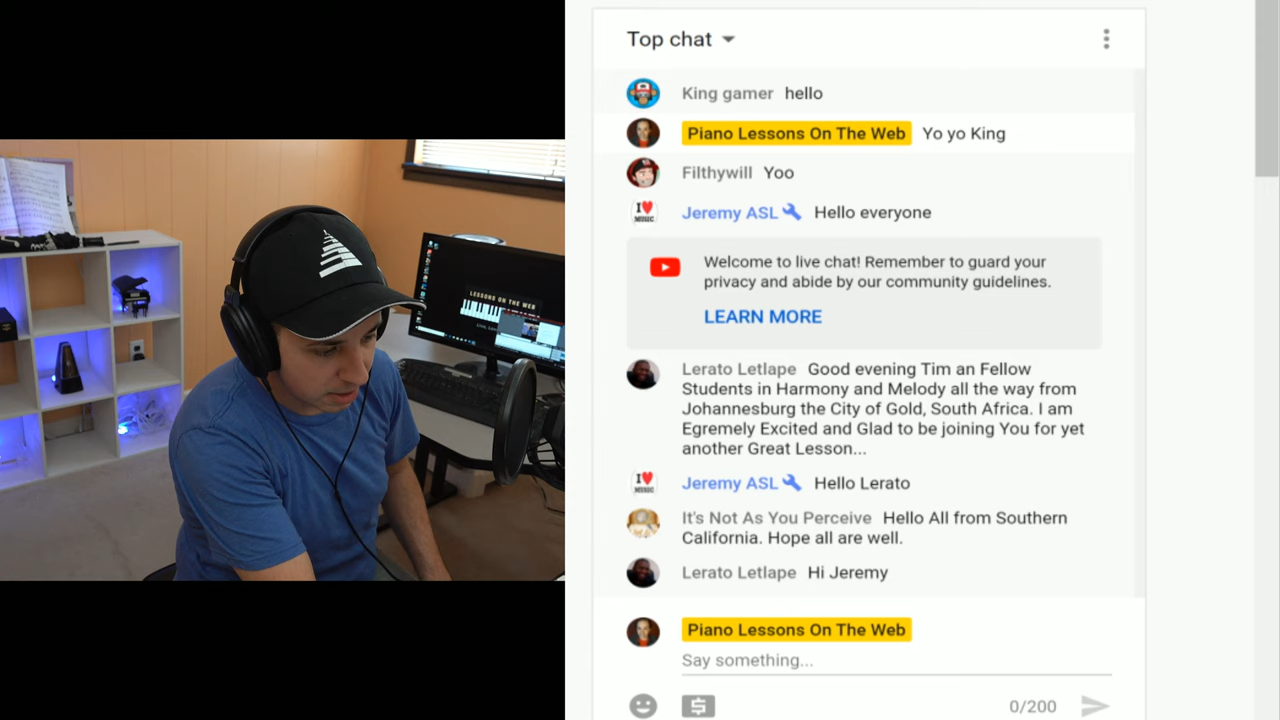 Top chat
King gamer hello
Piano Lessons On The Web Yo yo King
Filthywill Yoo
I ♥ MUSIC
Jeremy ASL Hello everyone
Welcome to live chat! Remember to guard your
privacy and abide by our community guidelines.
LEARN MORE
Lerato Letlape Good evening Tim an Fellow
Students in Harmony and Melody all the way from
Johannesburg the City of Gold, South Africa. I am
Egremely Excited and Glad to be joining You for yet
another Great Lesson...
I ♥ MUSIC
Jeremy ASL Hello Lerato
It's Not As You Perceive Hello All from Southern
California. Hope all are well.
Lerato Letlape Hi Jeremy
Piano Lessons On The Web
Say something...
0/200
LESSONS ON THE WEB